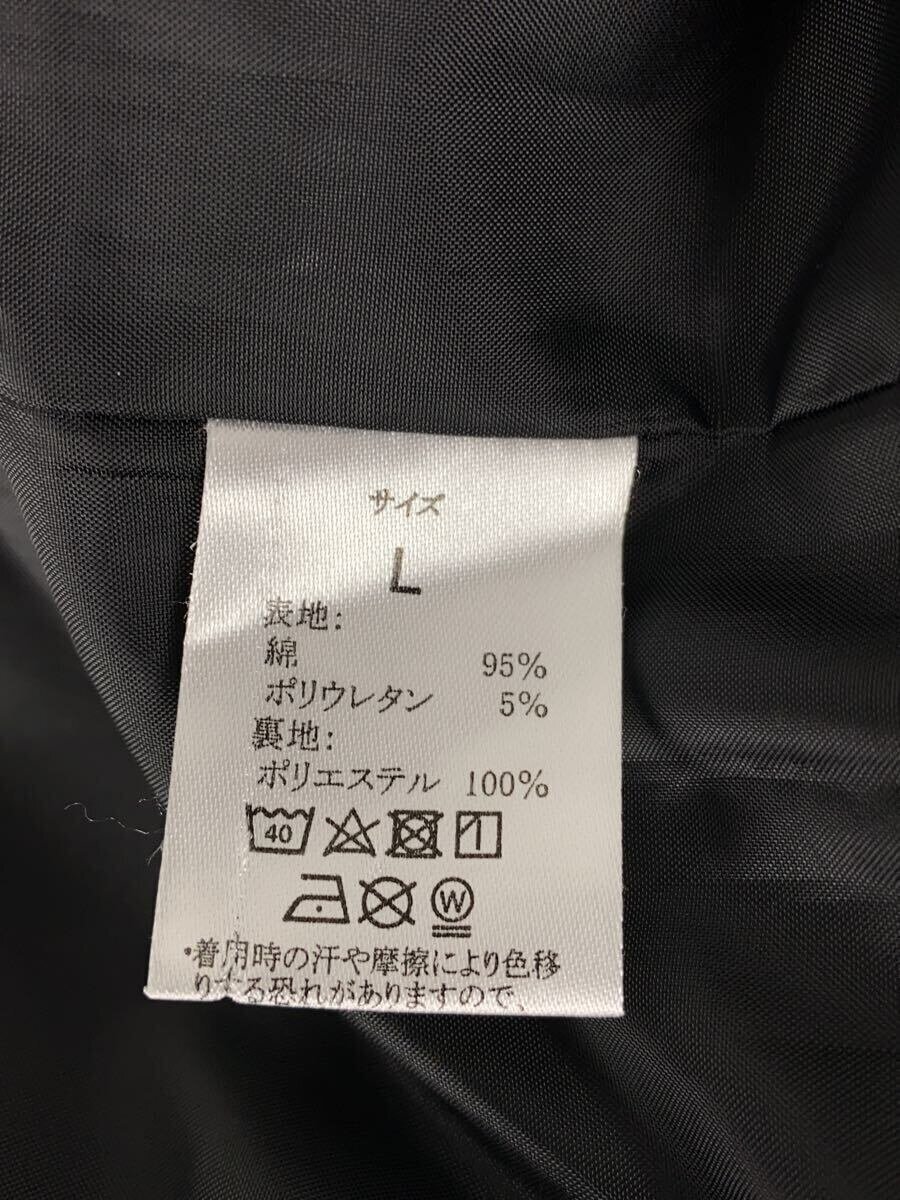 サイズ
L
表地:
綿 95%
ポリウレタン 5%
裏地:
ポリエステル 100%
40
W
・着用時の汗や摩擦により色移
りする恐れがありますので、